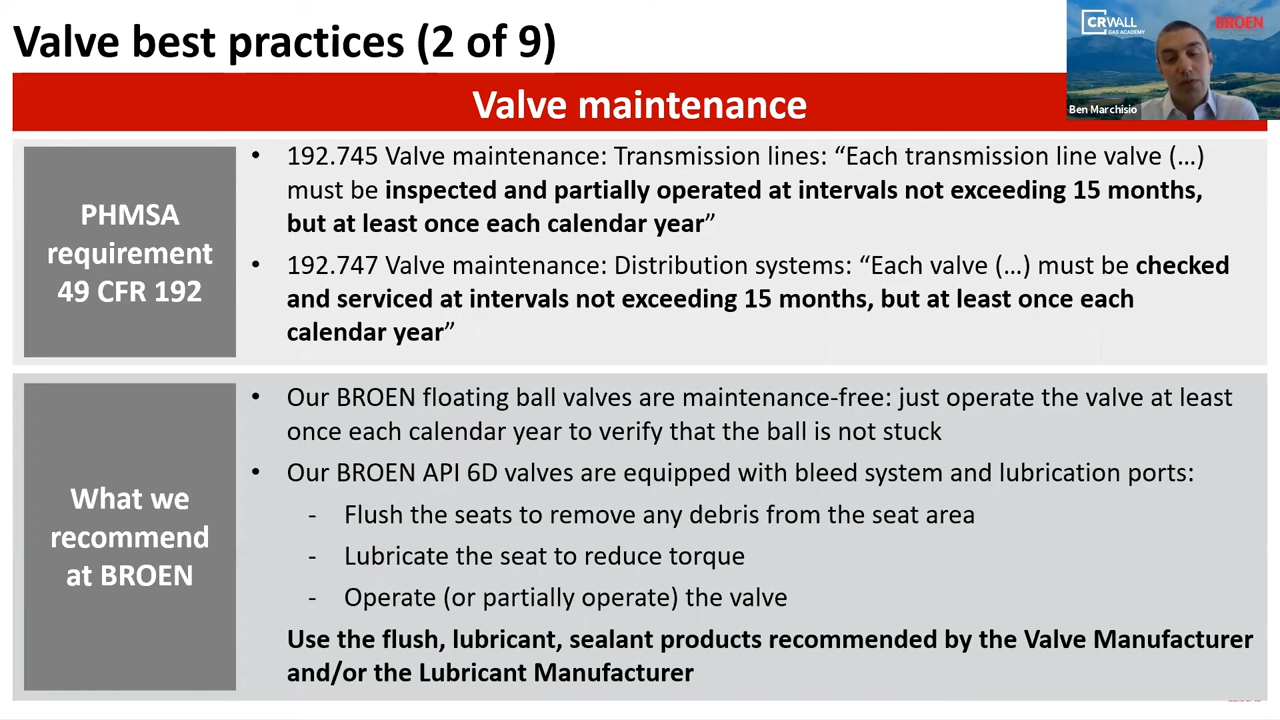 Valve best practices (2 of 9)
CRWALL
GAS ACADEMY
BROEN
Ben Marchisio
Valve maintenance
PHMSA
requirement
49 CFR 192
• 192.745 Valve maintenance: Transmission lines: “Each transmission line valve (…)
must be inspected and partially operated at intervals not exceeding 15 months,
but at least once each calendar year”
• 192.747 Valve maintenance: Distribution systems: “Each valve (…) must be checked
and serviced at intervals not exceeding 15 months, but at least once each
calendar year”
What we
recommend
at BROEN
• Our BROEN floating ball valves are maintenance-free: just operate the valve at least
once each calendar year to verify that the ball is not stuck
• Our BROEN API 6D valves are equipped with bleed system and lubrication ports:
- Flush the seats to remove any debris from the seat area
- Lubricate the seat to reduce torque
- Operate (or partially operate) the valve
Use the flush, lubricant, sealant products recommended by the Valve Manufacturer
and/or the Lubricant Manufacturer